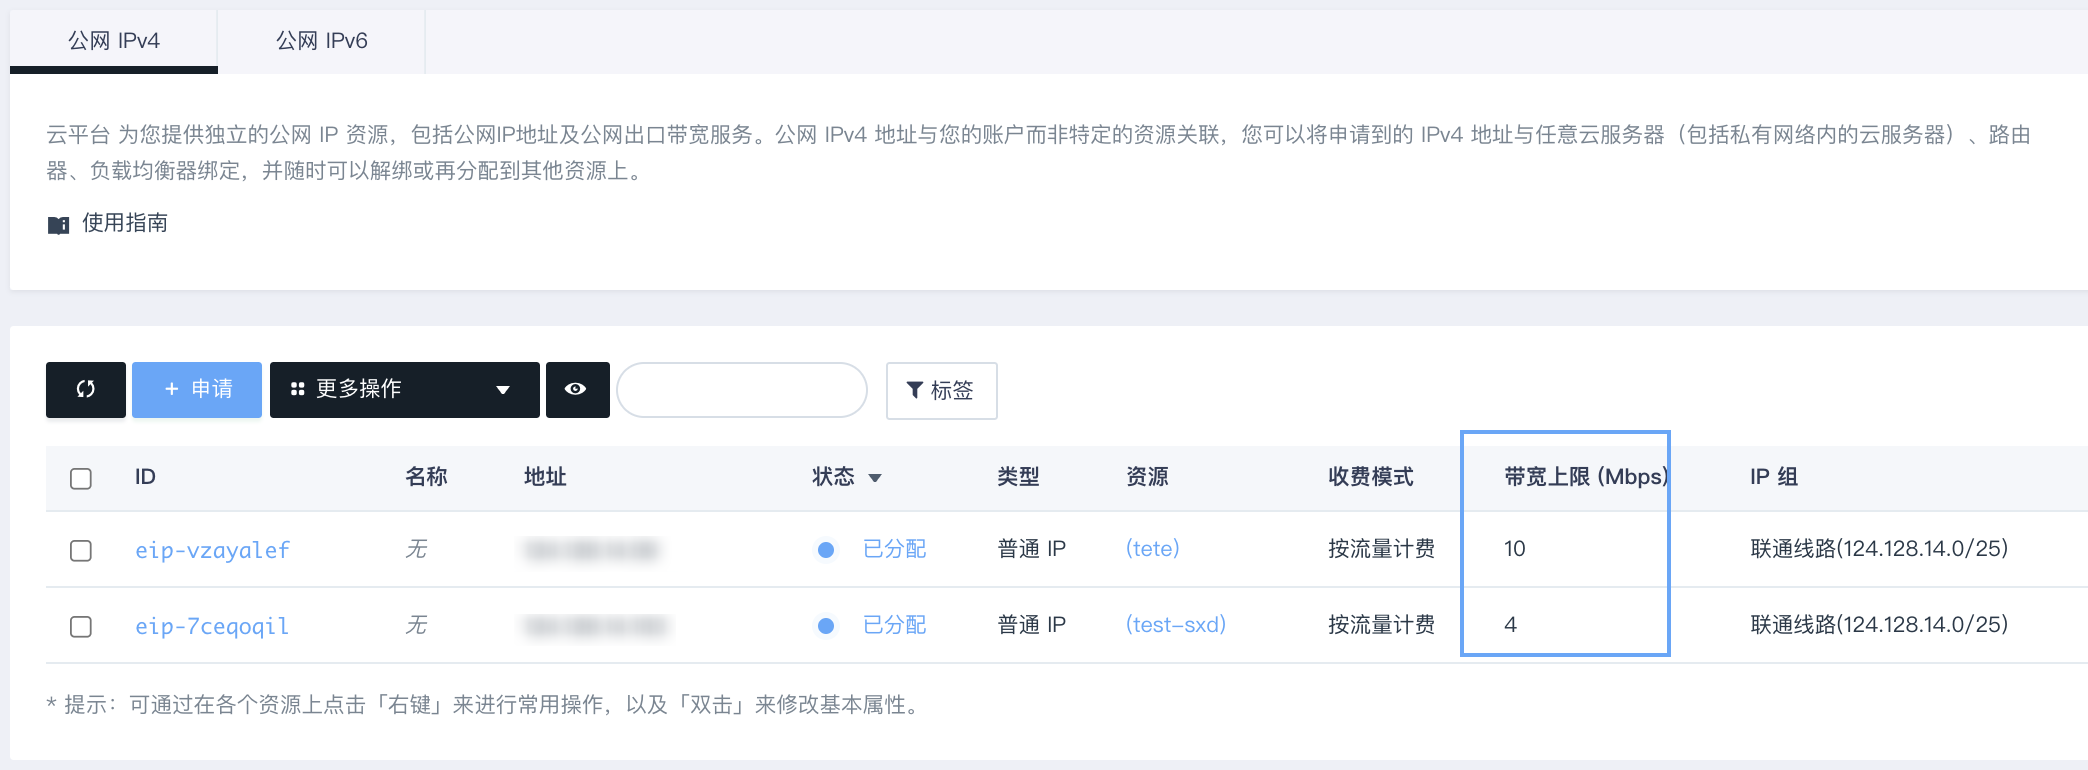 公网 IPv4 公网 IPv6
云平台 为您提供独立的公网 IP 资源，包括公网IP地址及公网出口带宽服务。公网 IPv4 地址与您的账户而非特定的资源关联，您可以将申请到的 IPv4 地址与任意云服务器（包括私有网络内的云服务器）、路由
器、负载均衡器绑定，并随时可以解绑或再分配到其他资源上。
使用指南
+ 申请 更多操作 标签
ID 名称 地址 状态 类型 资源 收费模式 带宽上限 (Mbps) IP 组
eip-vzayalef 无 已分配 普通 IP (tete) 按流量计费 10 联通线路(124.128.14.0/25)
eip-7ceqoqil 无 已分配 普通 IP (test-sxd) 按流量计费 4 联通线路(124.128.14.0/25)
* 提示：可通过在各个资源上点击「右键」来进行常用操作，以及「双击」来修改基本属性。